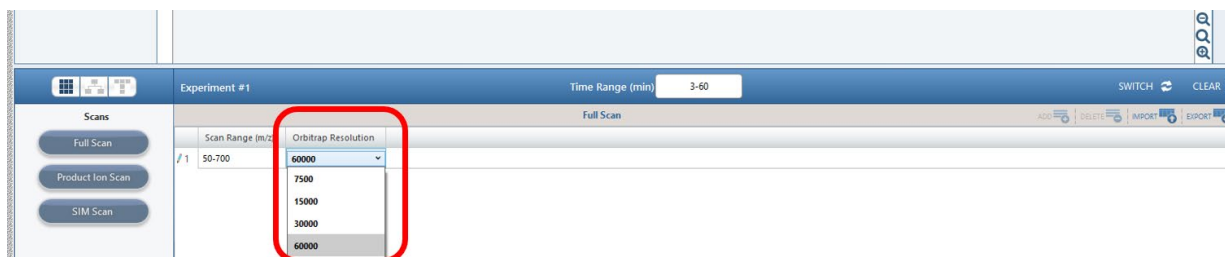 Experiment #1 Time Range (min) 3-60 SWITCH CLEAR
Scans Full Scan ADD DELETE IMPORT EXPORT
Full Scan Scan Range (m/z) Orbitrap Resolution
1 50-700 60000
Product Ion Scan 7500
SIM Scan 15000
30000
60000